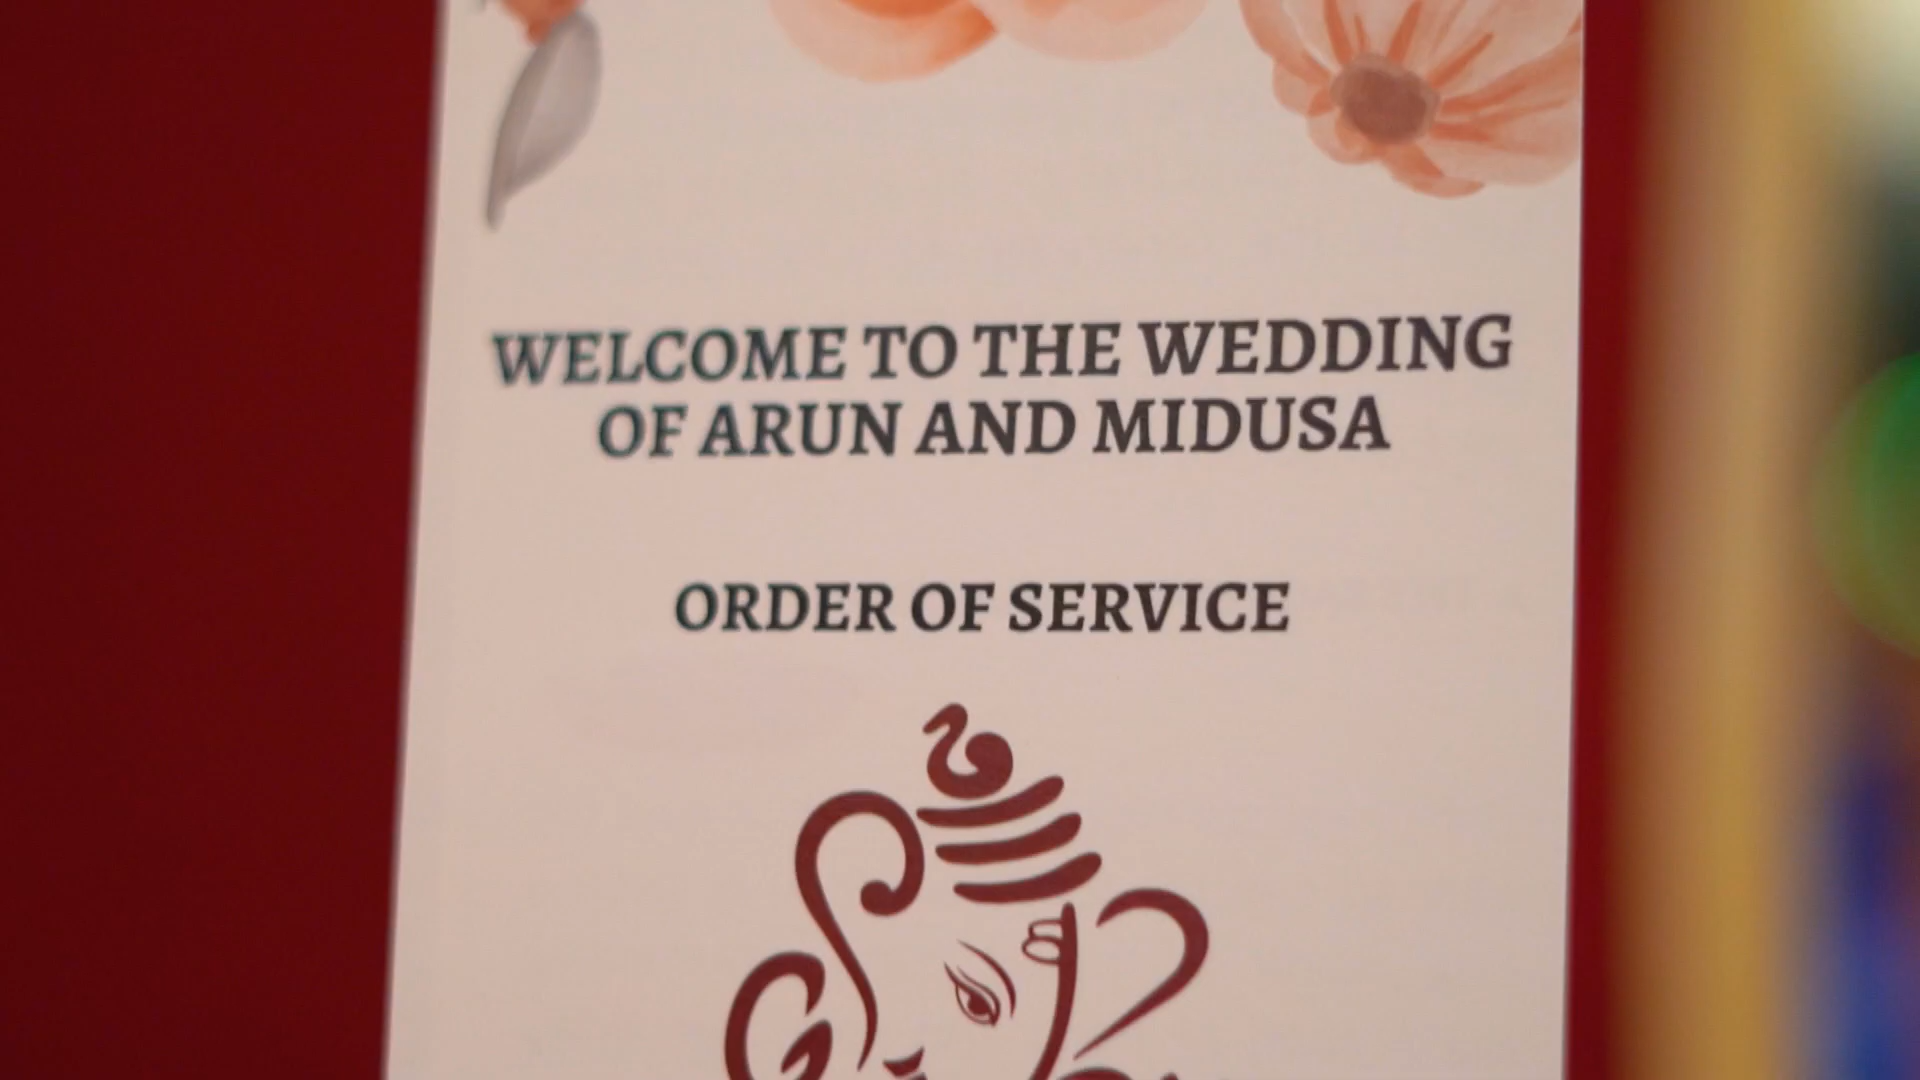 WELCOME TO THE WEDDING
OF ARUN AND MIDUSA
ORDER OF SERVICE